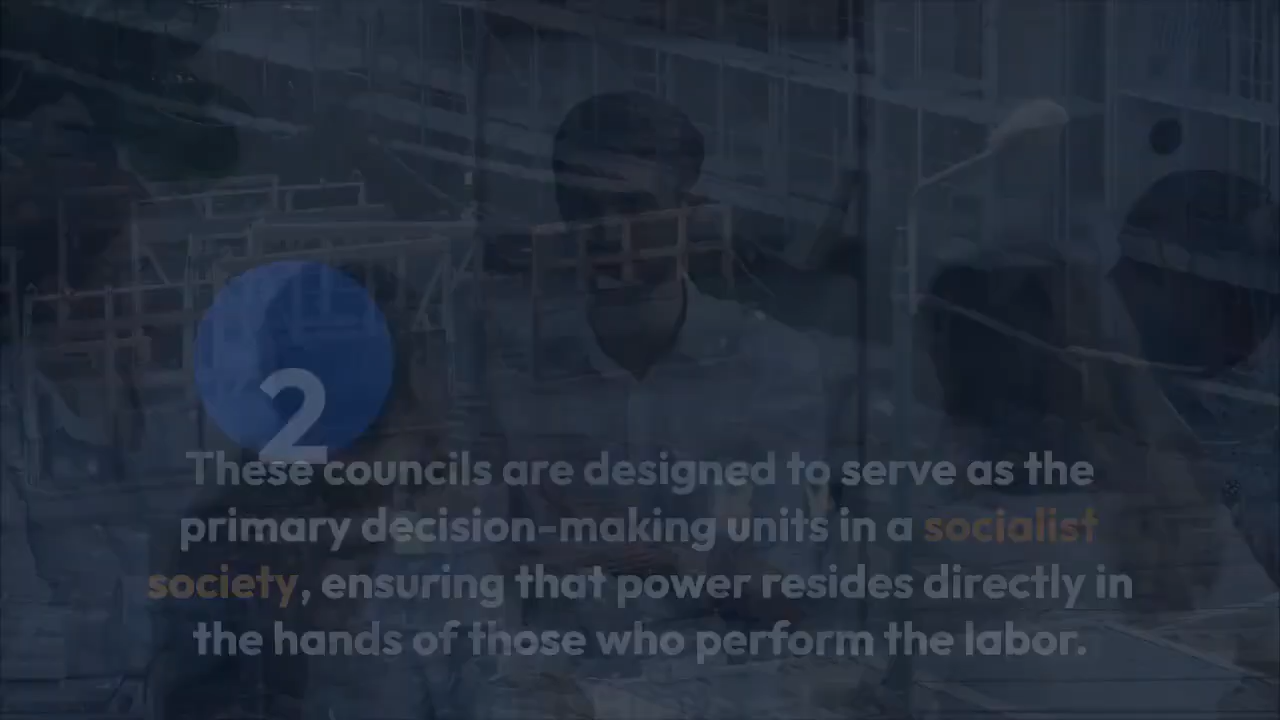 2
These councils are designed to serve as the
primary decision-making units in a socialist
society, ensuring that power resides directly in
the hands of those who perform the labor.